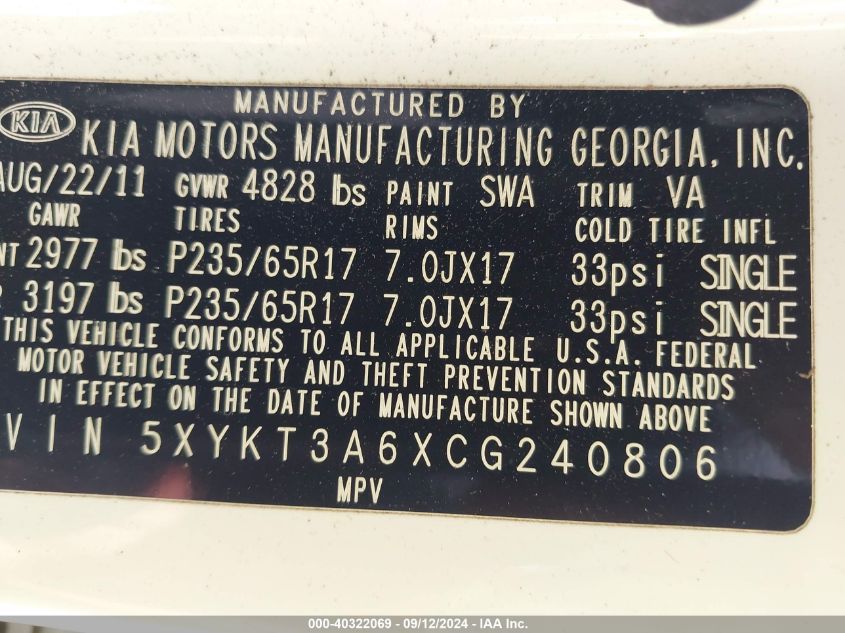 MANUFACTURED BY
KIA KIA MOTORS MANUFACTURING GEORGIA, INC.
AUG/22/11 GVWR 4828 lbs PAINT SWA TRIM VA
GAWR TIRES RIMS COLD TIRE INFL
NT 2977 lbs P235/65R17 7.0JX17 33psi SINGLE
R 3197 lbs P235/65R17 7.0JX17 33psi SINGLE
THIS VEHICLE CONFORMS TO ALL APPLICABLE U.S.A. FEDERAL
MOTOR VEHICLE SAFETY AND THEFT PREVENTION STANDARDS
IN EFFECT ON THE DATE OF MANUFACTURE SHOWN ABOVE
VIN 5XYKT3A6XCG240806
MPV
000-40322069 - 09/12/2024 - IAA Inc.